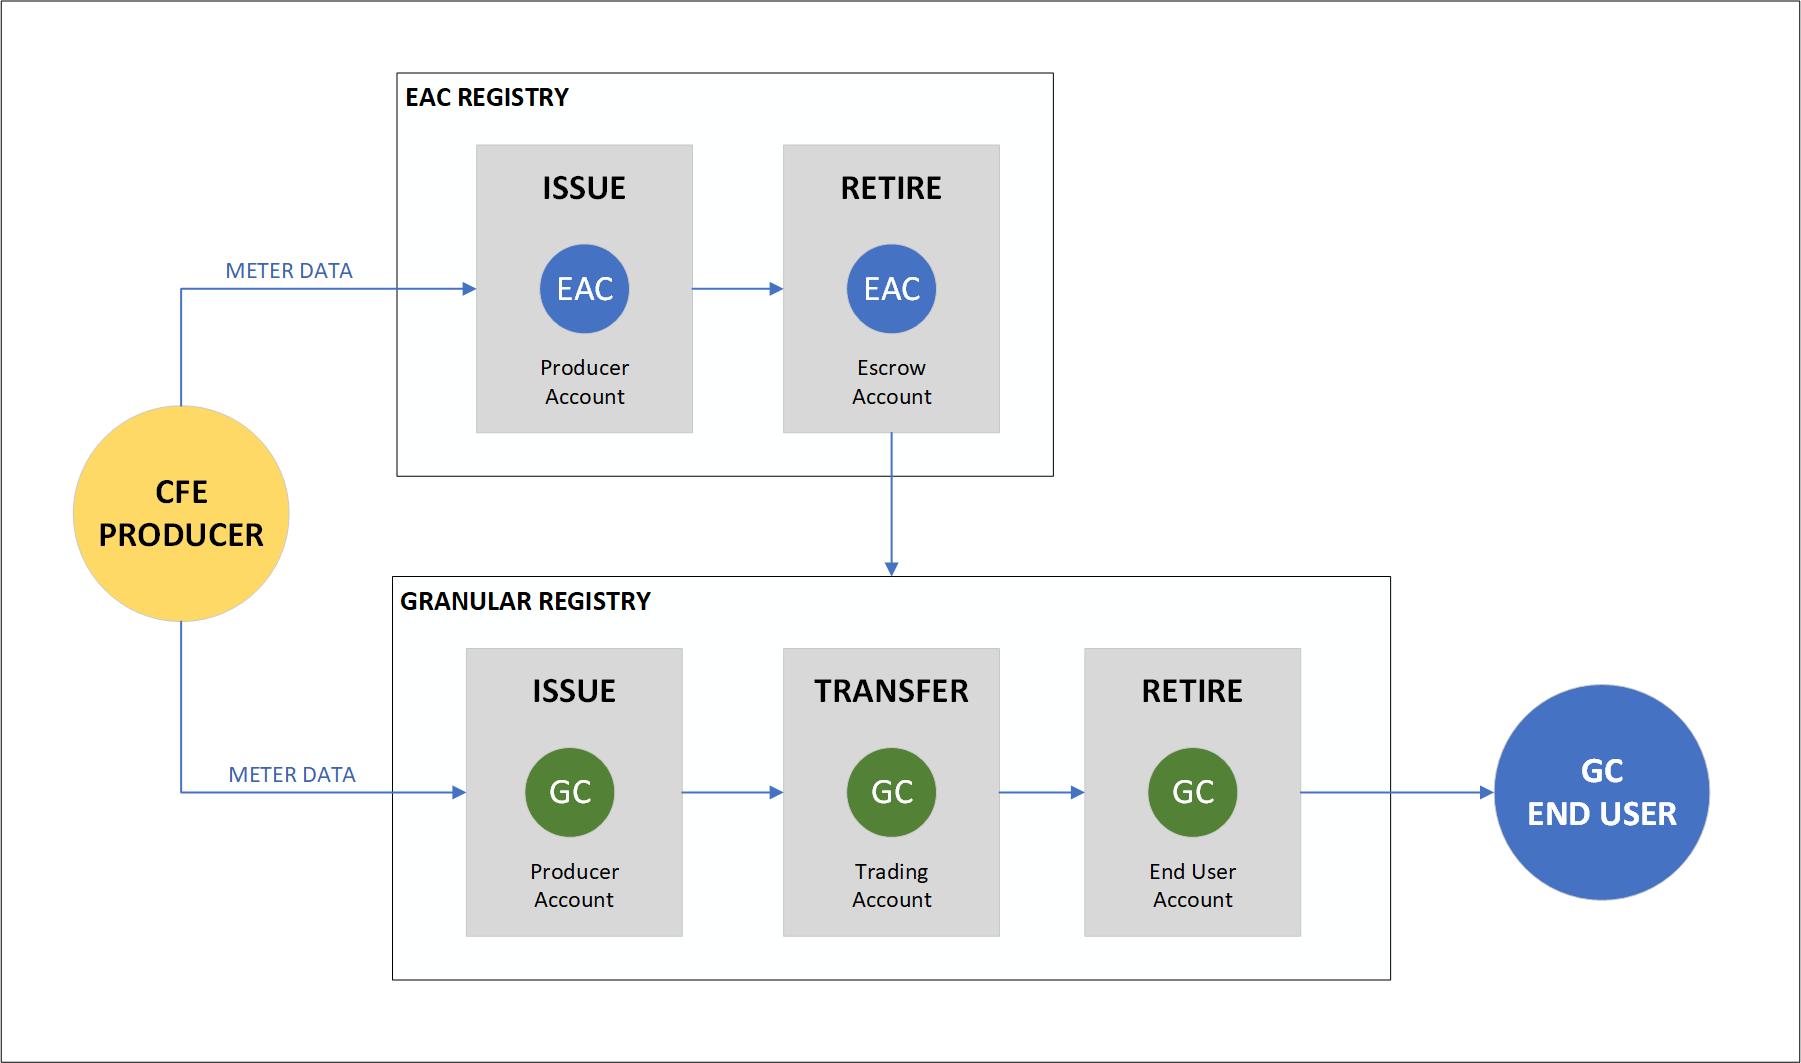 EAC REGISTRY
ISSUE
EAC
Producer
Account
RETIRE
EAC
Escrow
Account
METER DATA
CFE
PRODUCER
METER DATA
GRANULAR REGISTRY
ISSUE
GC
Producer
Account
TRANSFER
GC
Trading
Account
RETIRE
GC
End User
Account
GC
END USER